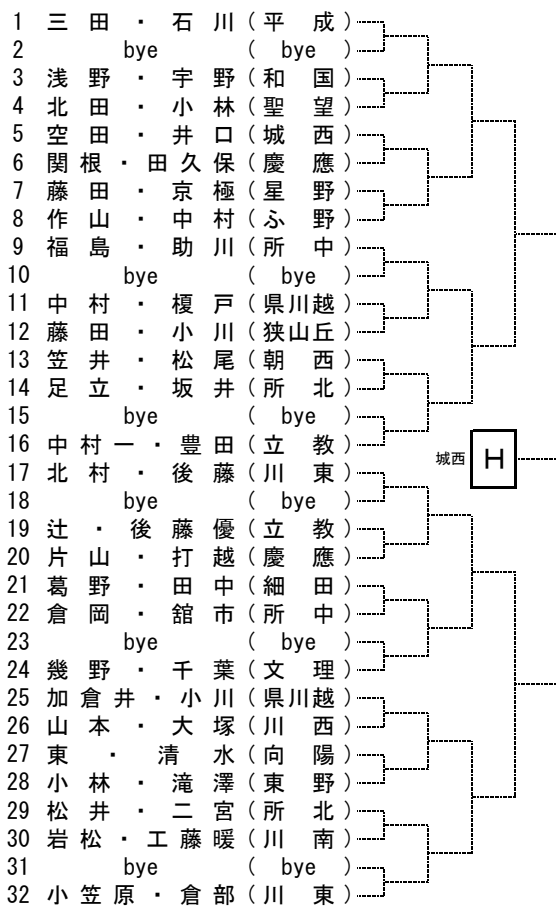 1 三田・石川(平成)
2 bye (bye)
3 浅野・宇野(和国)
4 北田・小林(聖望)
5 空田・井口(城西)
6 関根・田久保(慶應)
7 藤田・京極(星野)
8 作山・中村(ふ野)
9 福島・助川(所中)
10 bye (bye)
11 中村・榎戸(県川越)
12 藤田・小川(狭山丘)
13 笠井・松尾(朝西)
14 足立・坂井(所北)
15 bye (bye)
16 中村一・豊田(立教)
城西 H
17 北村・後藤(川東)
18 bye (bye)
19 辻・後藤優(立教)
20 片山・打越(慶應)
21 葛野・田中(細田)
22 倉岡・舘市(所中)
23 bye (bye)
24 幾野・千葉(文理)
25 加倉井・小川(県川越)
26 山本・大塚(川西)
27 東・清水(向陽)
28 小林・滝澤(東野)
29 松井・二宮(所北)
30 岩松・工藤暖(川南)
31 bye (bye)
32 小笠原・倉部(川東)